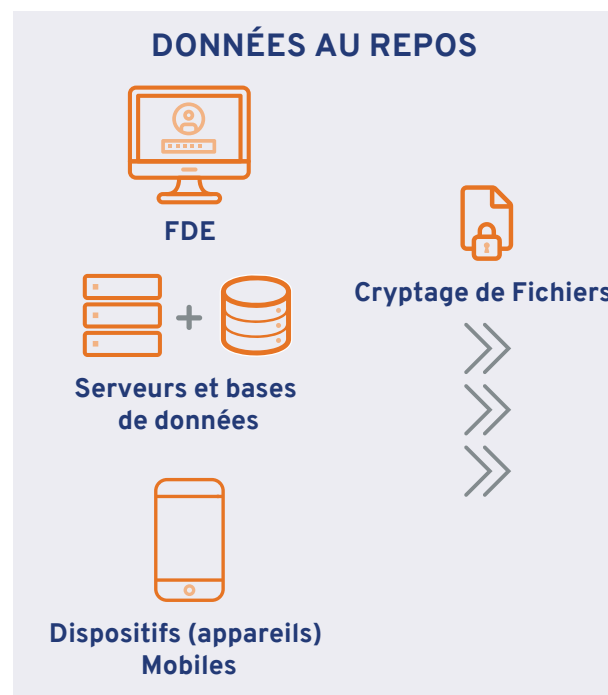 DONNÉES AU REPOS
FDE
Cryptage de Fichiers
Serveurs et bases
de données
Dispositifs (appareils)
Mobiles